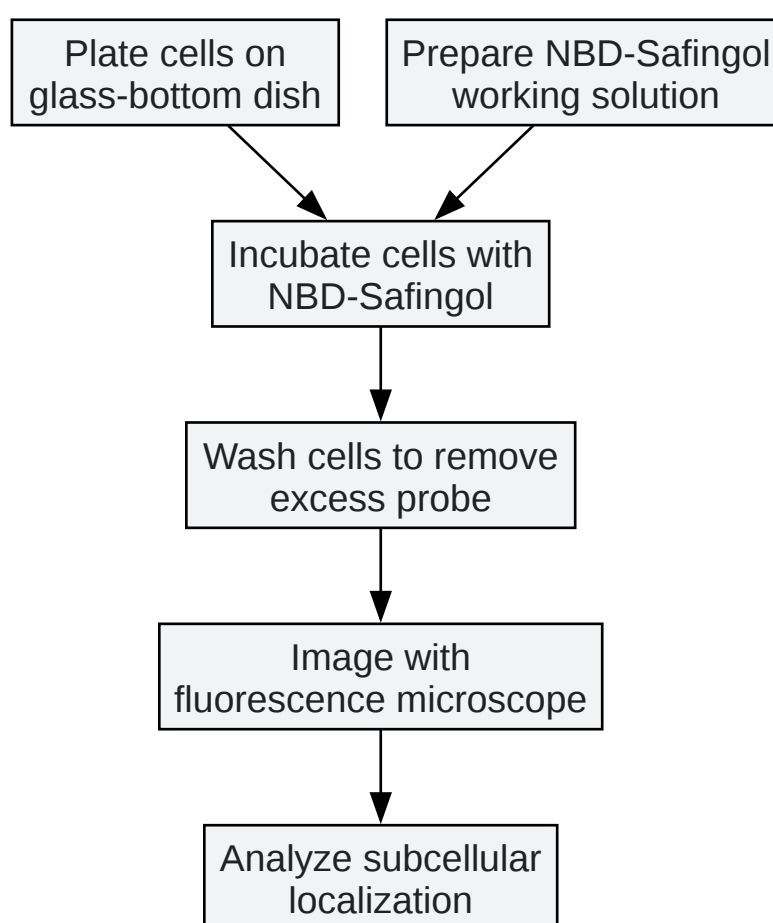 Plate cells on
glass-bottom dish
Prepare NBD-Safingol
working solution
Incubate cells with
NBD-Safingol
Wash cells to remove
excess probe
Image with
fluorescence microscope
Analyze subcellular
localization